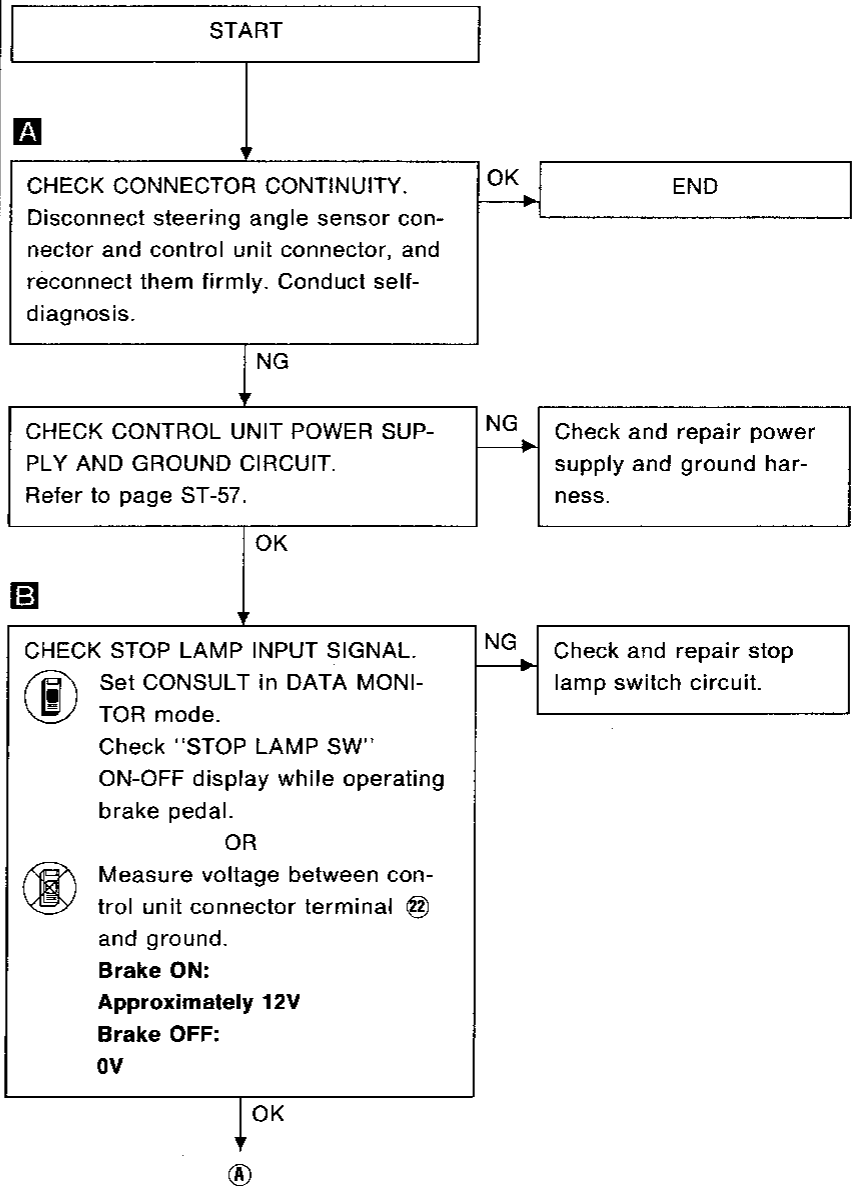 START
A
CHECK CONNECTOR CONTINUITY.
Disconnect steering angle sensor con-
nector and control unit connector, and
reconnect them firmly. Conduct self-
diagnosis.
OK
END
NG
CHECK CONTROL UNIT POWER SUP-
PLY AND GROUND CIRCUIT.
Refer to page ST-57.
NG
Check and repair power
supply and ground har-
ness.
OK
B
CHECK STOP LAMP INPUT SIGNAL.
Set CONSULT in DATA MONI-
TOR mode.
Check "STOP LAMP SW"
ON-OFF display while operating
brake pedal.
OR
Measure voltage between con-
trol unit connector terminal ㉒
and ground.
Brake ON:
Approximately 12V
Brake OFF:
0V
NG
Check and repair stop
lamp switch circuit.
OK
Ⓐ